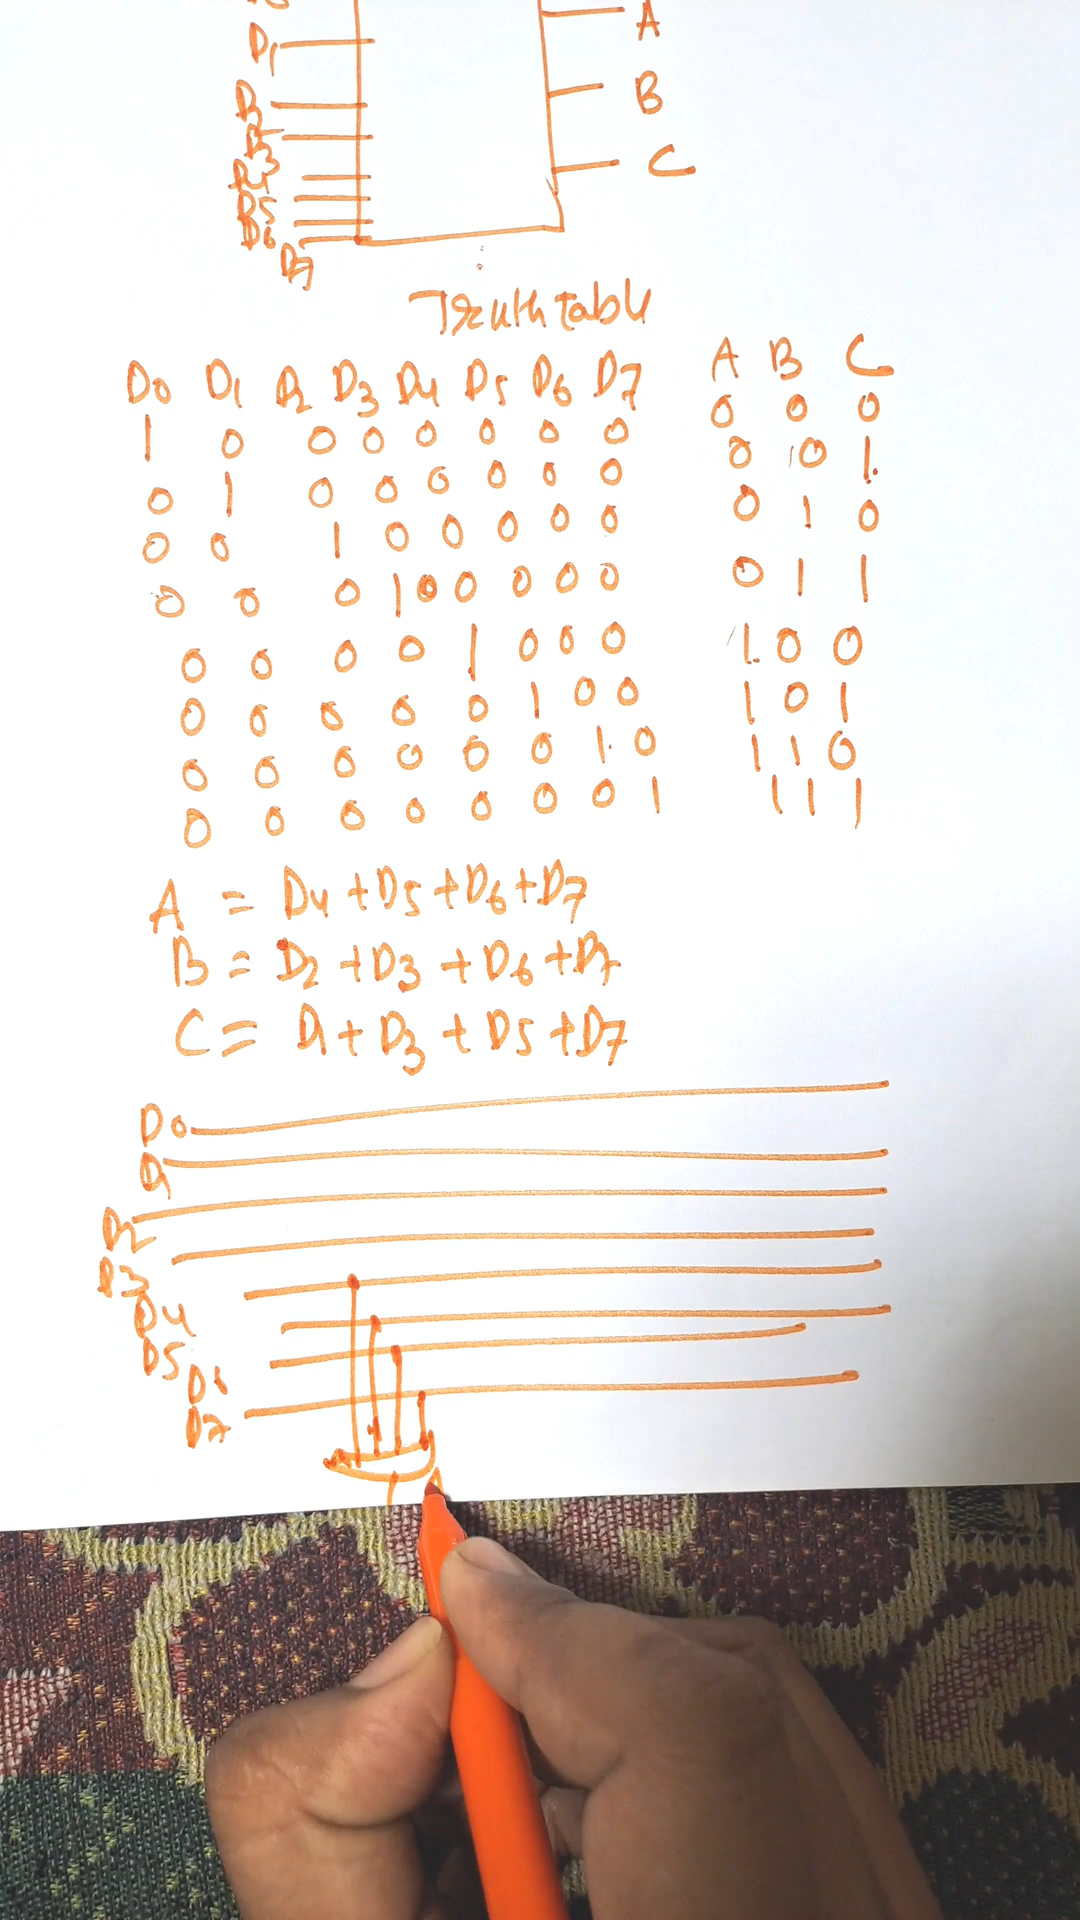 D1 A
D2 B
D3
D4 C
D5
D6
D7
Truth table
D0 D1 D2 D3 D4 D5 D6 D7 A B C
1 0 0 0 0 0 0 0 0 0 0
0 1 0 0 0 0 0 0 0 0 1
0 0 1 0 0 0 0 0 0 1 0
0 0 0 1 0 0 0 0 0 0 1 1
0 0 0 0 1 0 0 0 1 0 0
0 0 0 0 0 1 0 0 1 0 1
0 0 0 0 0 0 1 0 1 1 0
0 0 0 0 0 0 0 1 1 1 1
A = D4 + D5 + D6 + D7
B = D2 + D3 + D6 + D7
C = D1 + D3 + D5 + D7
D0
D1
D2
D3
D4
D5
D6
D7